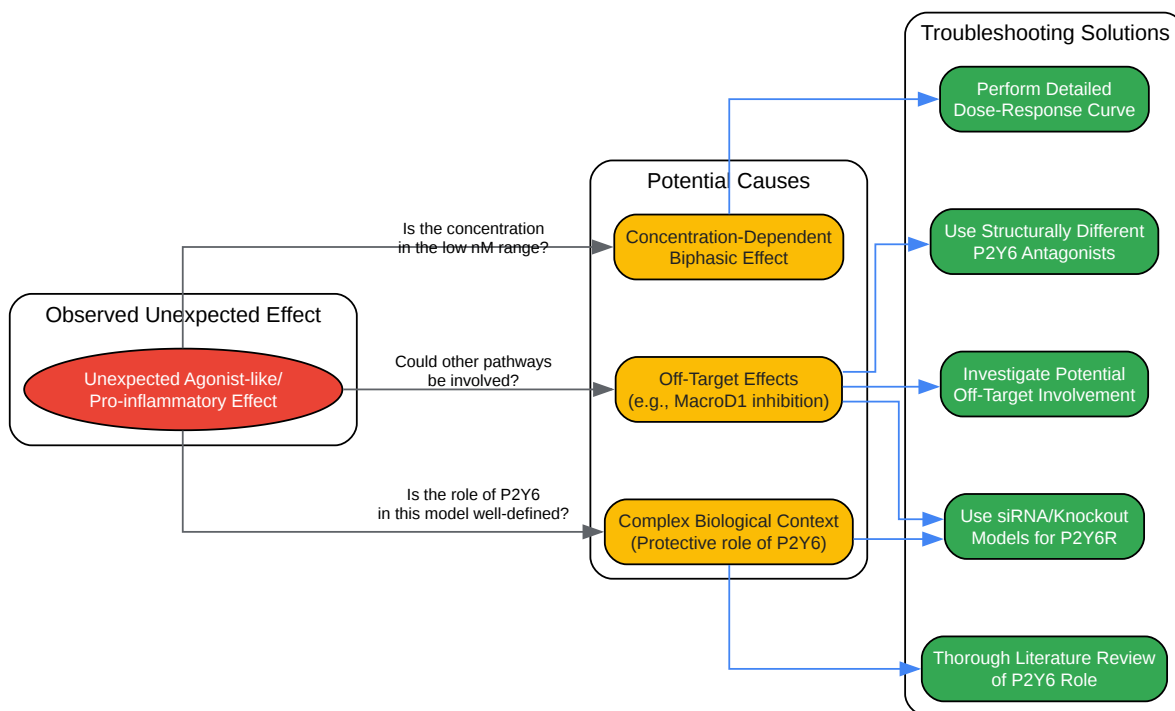 Troubleshooting Solutions
Perform Detailed
Dose-Response Curve
Potential Causes
Is the concentration
in the low nM range?
Concentration-Dependent
Biphasic Effect
Use Structurally Different
P2Y6 Antagonists
Observed Unexpected Effect
Unexpected Agonist-like/
Pro-inflammatory Effect
Could other pathways
be involved?
Off-Target Effects
(e.g., MacroD1 inhibition)
Investigate Potential
Off-Target Involvement
Is the role of P2Y6
in this model well-defined?
Complex Biological Context
(Protective role of P2Y6)
Use siRNA/Knockout
Models for P2Y6R
Thorough Literature Review
of P2Y6 Role